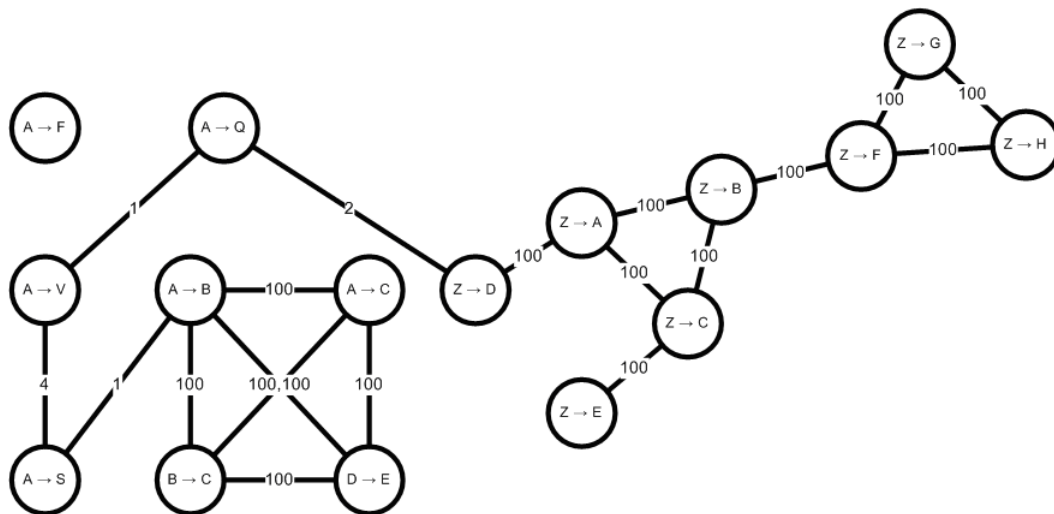 Z → G
100
100
A → F
A → Q
Z → F
100
Z → H
100
Z → B
1
2
100
Z → A
100
100
100
A → V
A → B
100
A → C
Z → D
Z → C
4
1
100
100,100
100
100
Z → E
A → S
B → C
100
D → E